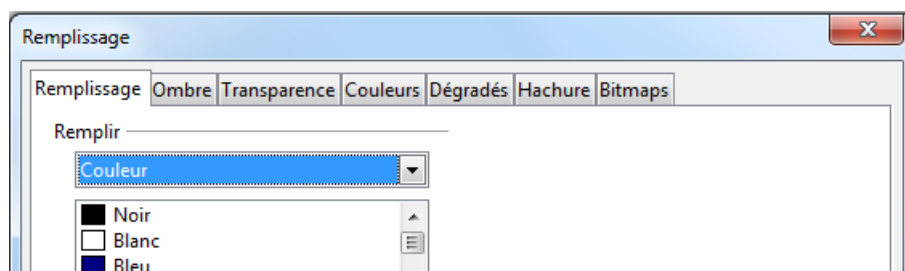 Remplissage
Remplissage Ombre Transparence Couleurs Dégradés Hachure Bitmaps
Remplir
Couleur
Noir
Blanc
Bleu